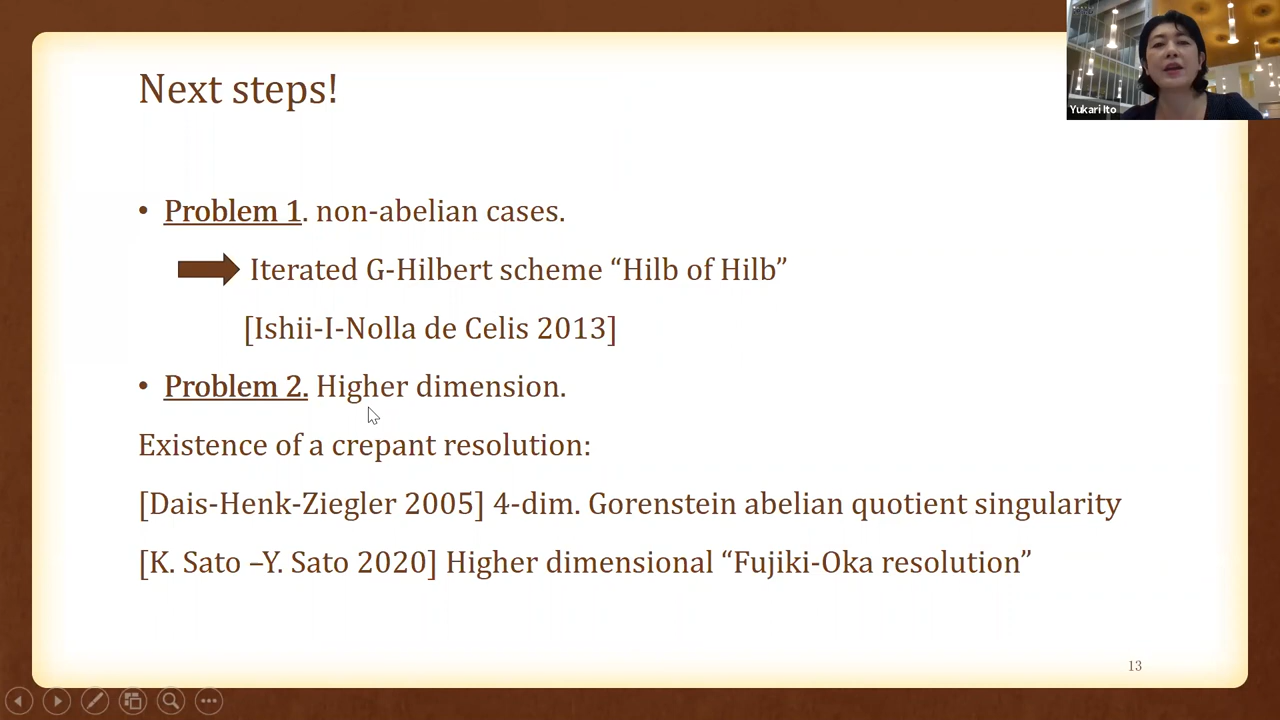 Next steps!
Yukari Ito
• Problem 1. non-abelian cases.
Iterated G-Hilbert scheme “Hilb of Hilb”
[Ishii-I-Nolla de Celis 2013]
• Problem 2. Higher dimension.
Existence of a crepant resolution:
[Dais-Henk-Ziegler 2005] 4-dim. Gorenstein abelian quotient singularity
[K. Sato –Y. Sato 2020] Higher dimensional “Fujiki-Oka resolution”
13